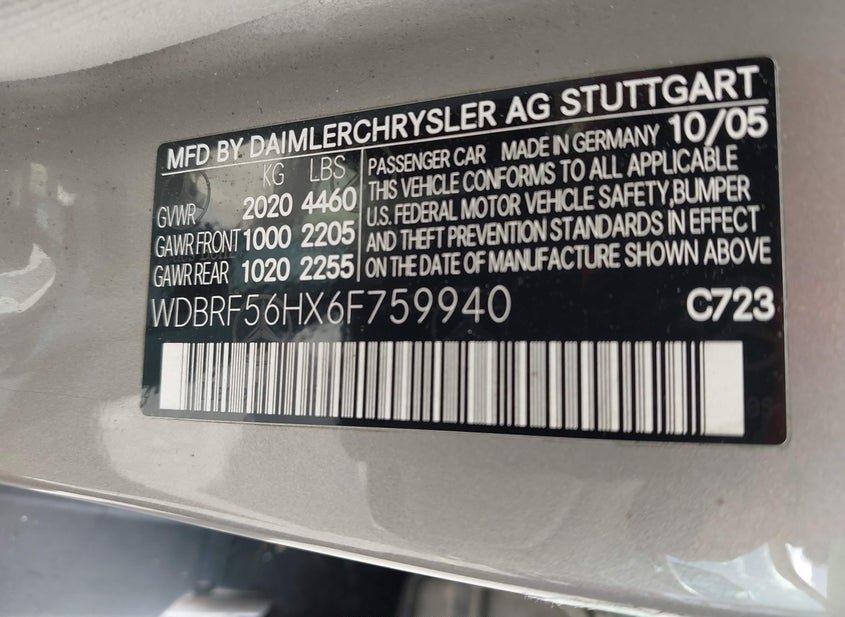 MFD BY DAIMLERCHRYSLER AG STUTTGART
KG LBS
GVWR 2020 4460
GAWR FRONT 1000 2205
GAWR REAR 1020 2255
PASSENGER CAR MADE IN GERMANY 10/05
THIS VEHICLE CONFORMS TO ALL APPLICABLE
U.S. FEDERAL MOTOR VEHICLE SAFETY,BUMPER
AND THEFT PREVENTION STANDARDS IN EFFECT
ON THE DATE OF MANUFACTURE SHOWN ABOVE
WDBRF56HX6F759940 C723